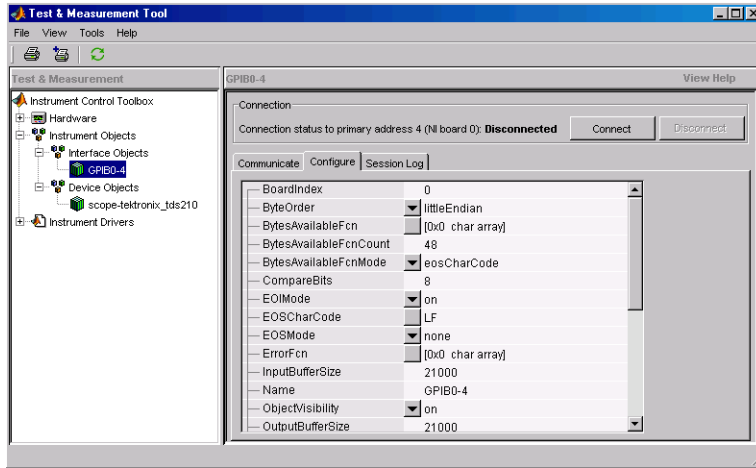 Test & Measurement Tool
File View Tools Help
Test & Measurement
GPIB0-4
View Help
Instrument Control Toolbox
Hardware
Instrument Objects
Interface Objects
GPIB0-4
Device Objects
scope-tektronix_tds210
Instrument Drivers
Connection
Connection status to primary address 4 (NI board 0): Disconnected
Connect
Disconnect
Communicate Configure Session Log
BoardIndex 0
ByteOrder littleEndian
BytesAvailableFcn [0x0 char array]
BytesAvailableFcnCount 48
BytesAvailableFcnMode eosCharCode
CompareBits 8
EOIMode on
EOSCharCode LF
EOSMode none
ErrorFcn [0x0 char array]
InputBufferSize 21000
Name GPIB0-4
ObjectVisibility on
OutputBufferSize 21000